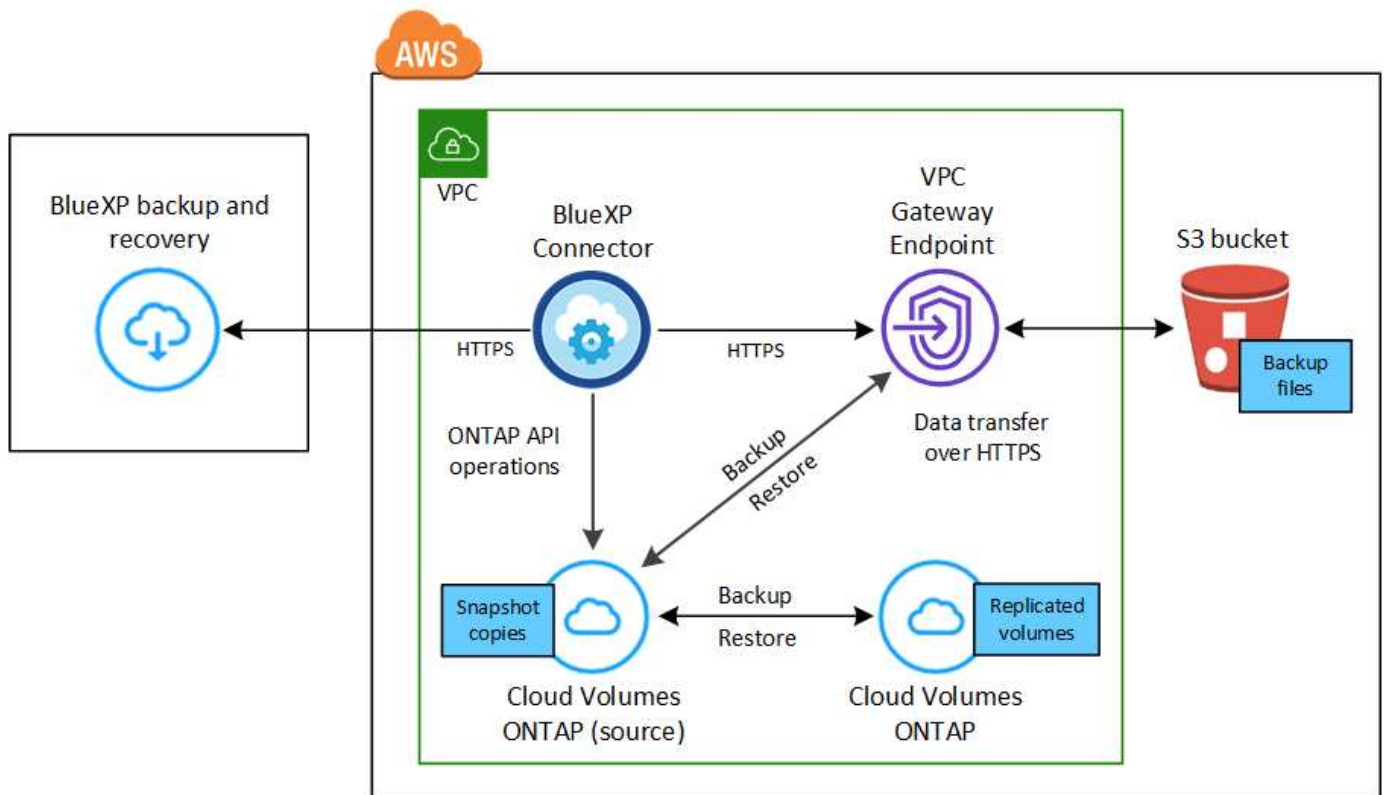 AWS
BlueXP backup and
recovery
VPC
BlueXP
Connector
VPC
Gateway
Endpoint
S3 bucket
Backup
files
HTTPS
HTTPS
ONTAP API
operations
Backup
Restore
Data transfer
over HTTPS
Snapshot
copies
Backup
Restore
Replicated
volumes
Cloud Volumes
ONTAP (source)
Cloud Volumes
ONTAP